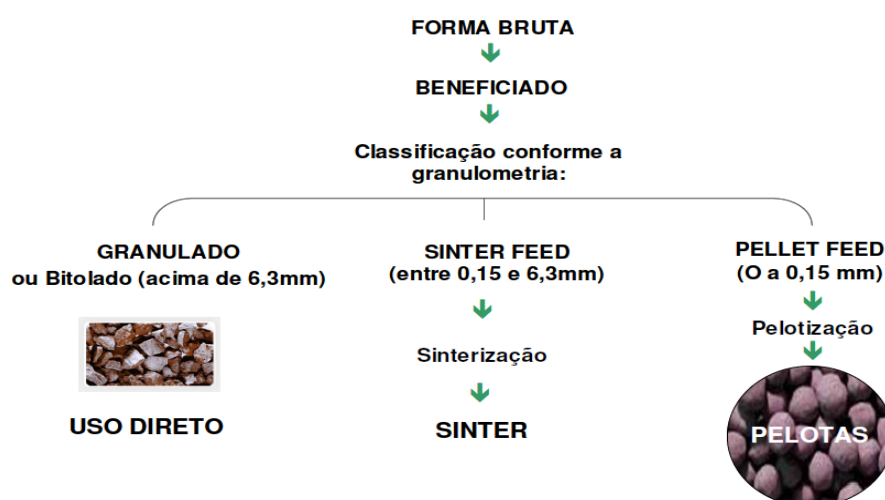 FORMA BRUTA
BENEFICIADO
Classificação conforme a
granulometria:
GRANULADO
ou Bitolado (acima de 6,3mm)
USO DIRETO
SINTER FEED
(entre 0,15 e 6,3mm)
Sinterização
SINTER
PELLET FEED
(O a 0,15 mm)
Pelotização
PELOTAS